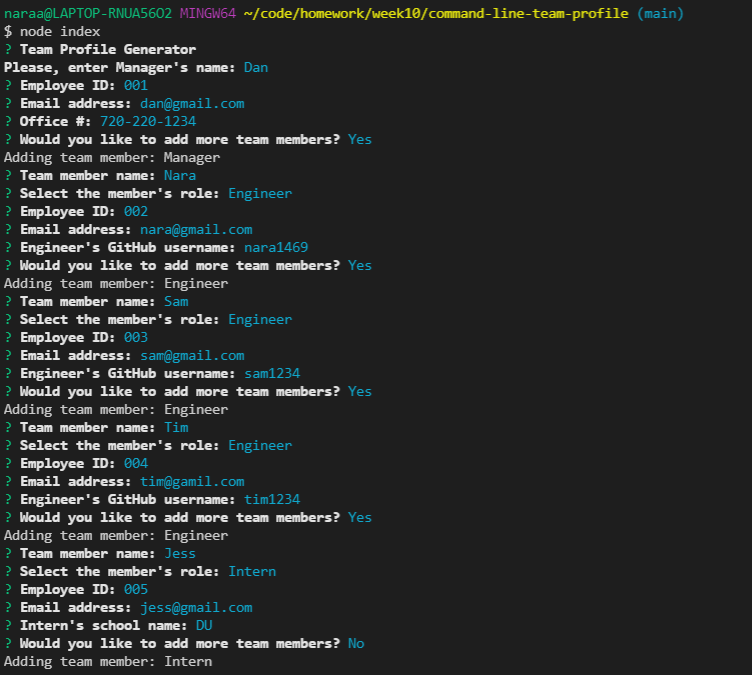 naraa@LAPTOP-RNUA56O2 MINGW64 ~/code/homework/week10/command-line-team-profile (main)
$ node index
? Team Profile Generator
Please, enter Manager's name: Dan
? Employee ID: 001
? Email address: dan@gmail.com
? Office #: 720-220-1234
? Would you like to add more team members? Yes
Adding team member: Manager
? Team member name: Nara
? Select the member's role: Engineer
? Employee ID: 002
? Email address: nara@gmail.com
? Engineer's GitHub username: nara1469
? Would you like to add more team members? Yes
Adding team member: Engineer
? Team member name: Sam
? Select the member's role: Engineer
? Employee ID: 003
? Email address: sam@gmail.com
? Engineer's GitHub username: sam1234
? Would you like to add more team members? Yes
Adding team member: Engineer
? Team member name: Tim
? Select the member's role: Engineer
? Employee ID: 004
? Email address: tim@gamil.com
? Engineer's GitHub username: tim1234
? Would you like to add more team members? Yes
Adding team member: Engineer
? Team member name: Jess
? Select the member's role: Intern
? Employee ID: 005
? Email address: jess@gmail.com
? Intern's school name: DU
? Would you like to add more team members? No
Adding team member: Intern